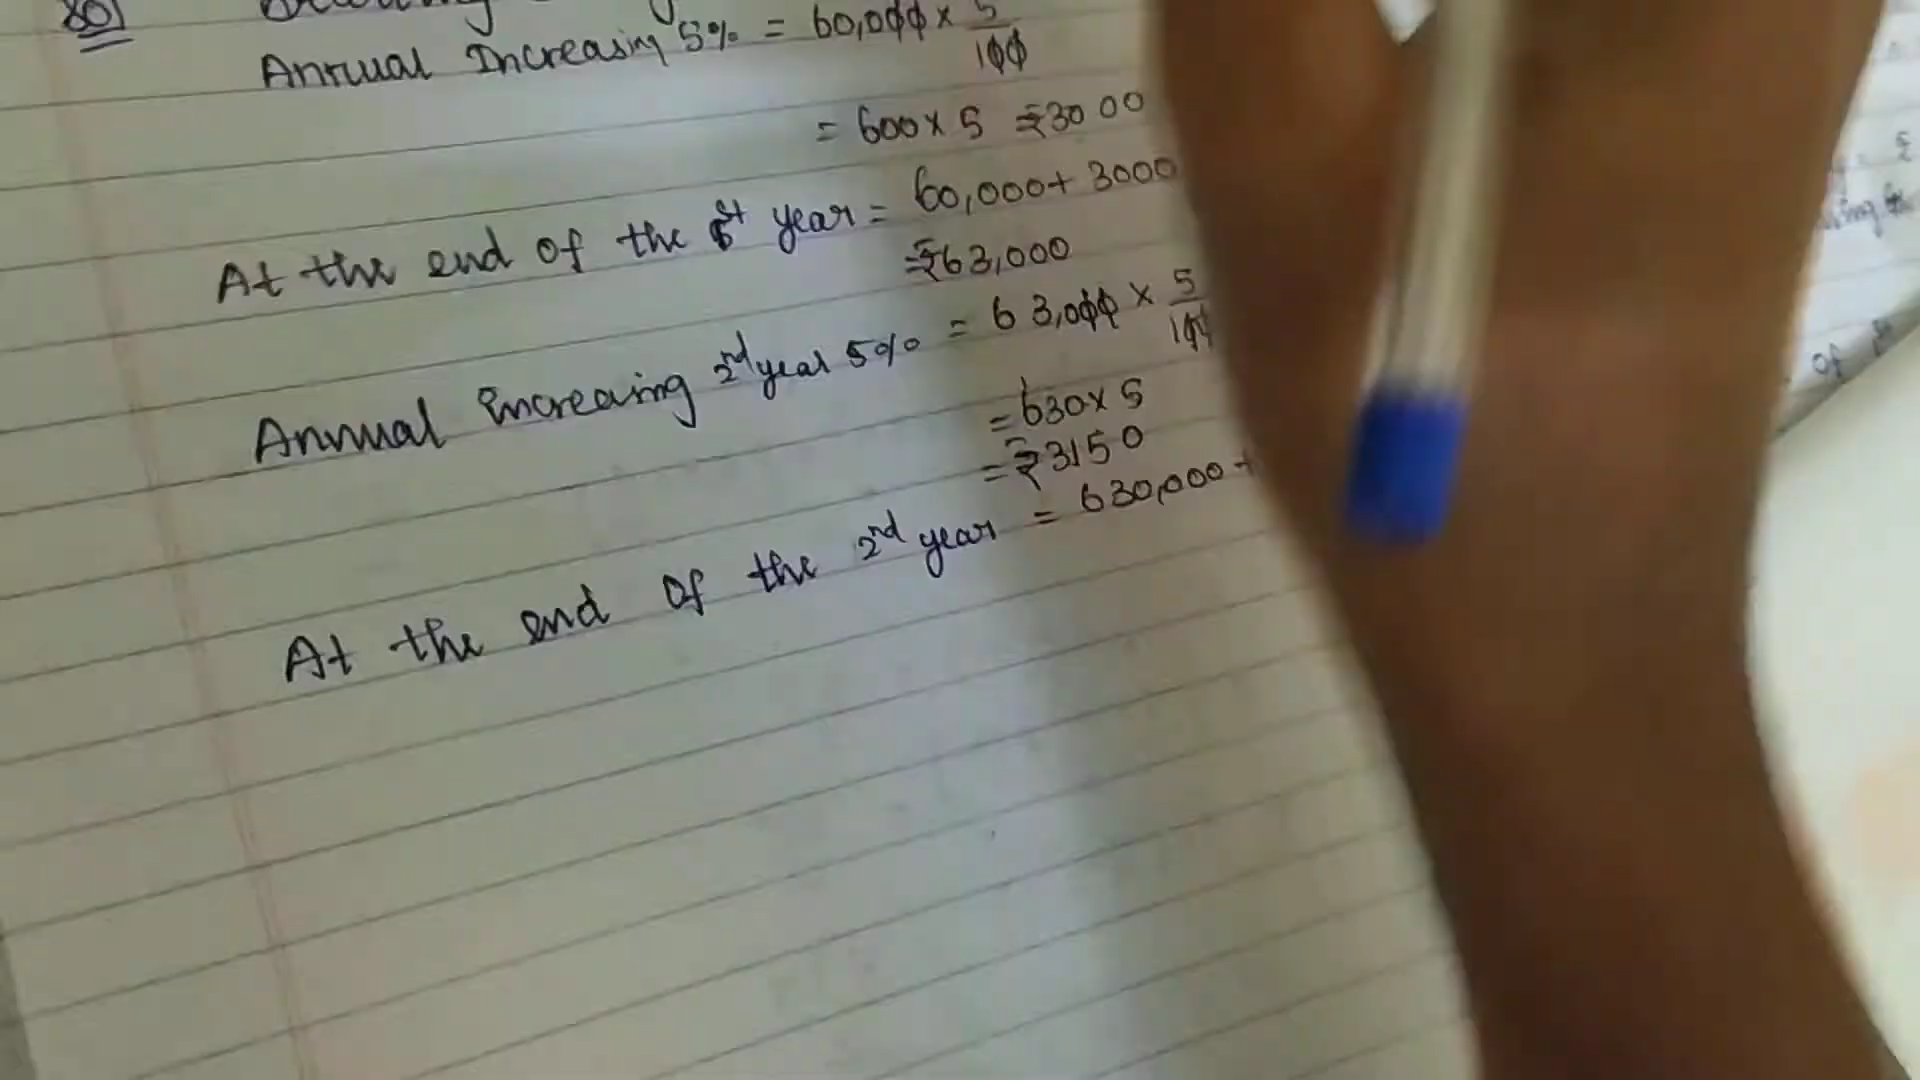 80)
Annual Increasing 5% = 60,000 × 5/100
= 600 × 5 = ₹3000
At the end of the 1st year = 60,000 + 3000
= ₹63,000
Annual increasing 2nd year 5% = 63,000 × 5/100
= 630 × 5
= ₹3150
At the end of the 2nd year = 630,000 +
of